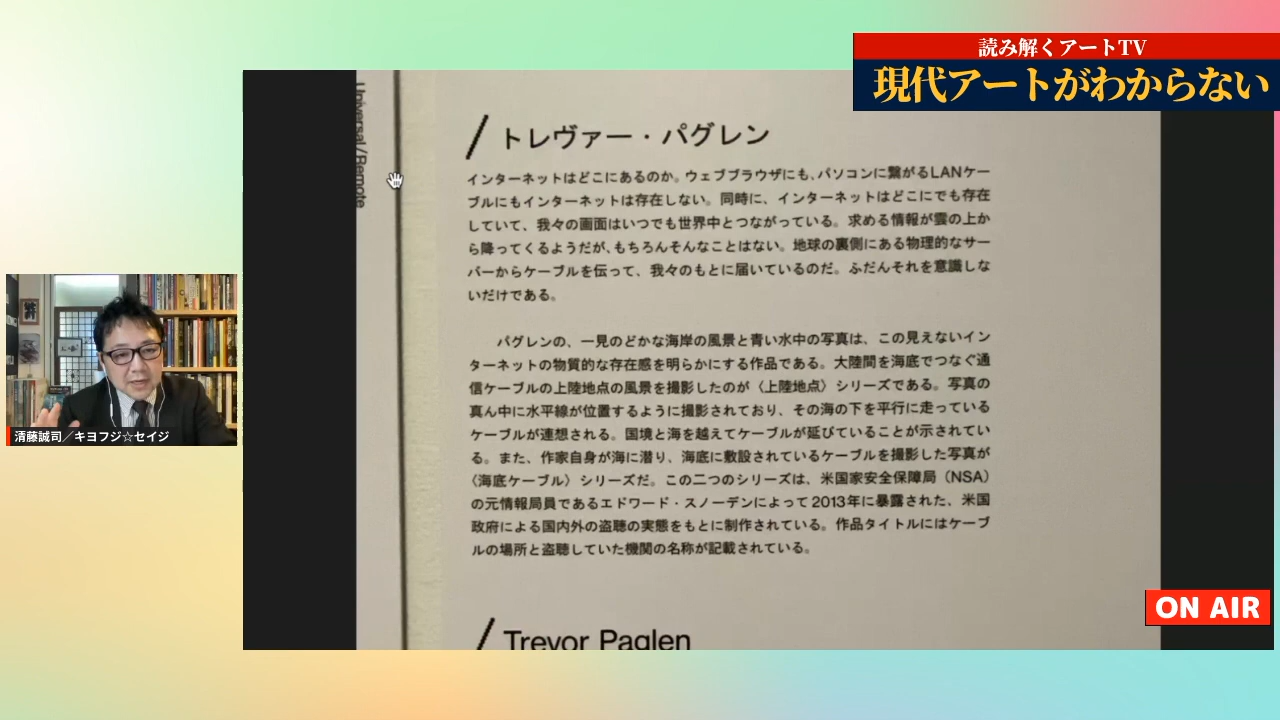 読み解くアートTV
現代アートがわからない
Universal/Remote
トレヴァー・パグレン
インターネットはどこにあるのか。ウェブブラウザにも、パソコンに繋がるLANケー
ブルにもインターネットは存在しない。同時に、インターネットはどこにでも存在
していて、我々の画面はいつでも世界中とつながっている。求める情報が雲の上か
ら降ってくるようだが、もちろんそんなことはない。地球の裏側にある物理的なサー
バーからケーブルを伝って、我々のもとに届いているのだ。ふだんそれを意識しな
いだけである。
パグレンの、一見のどかな海岸の風景と青い水中の写真は、この見えないイン
ターネットの物質的な存在感を明らかにする作品である。大陸間を海底でつなぐ通
信ケーブルの上陸地点の風景を撮影したのが〈上陸地点〉シリーズである。写真の
真ん中に水平線が位置するように撮影されており、その海の下を平行に走っている
ケーブルが連想される。国境と海を越えてケーブルが延びていることが示されてい
る。また、作家自身が海に潜り、海底に敷設されているケーブルを撮影した写真が
〈海底ケーブル〉シリーズだ。この二つのシリーズは、米国家安全保障局（NSA）
の元情報局員であるエドワード・スノーデンによって2013年に暴露された、米国
政府による国内外の盗聴の実態をもとに制作されている。作品タイトルにはケーブ
ルの場所と盗聴していた機関の名称が記載されている。
Trevor Paglen
清藤誠司／キヨフジ☆セイジ
ON AIR